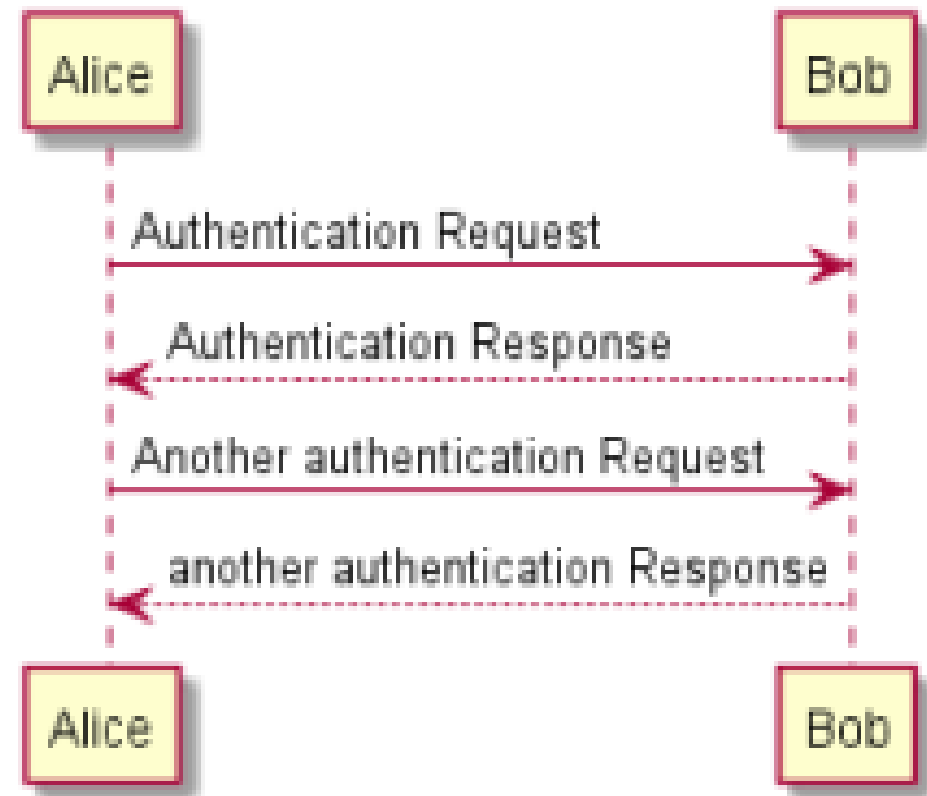 Alice Bob
Authentication Request
Authentication Response
Another authentication Request
another authentication Response
Alice Bob